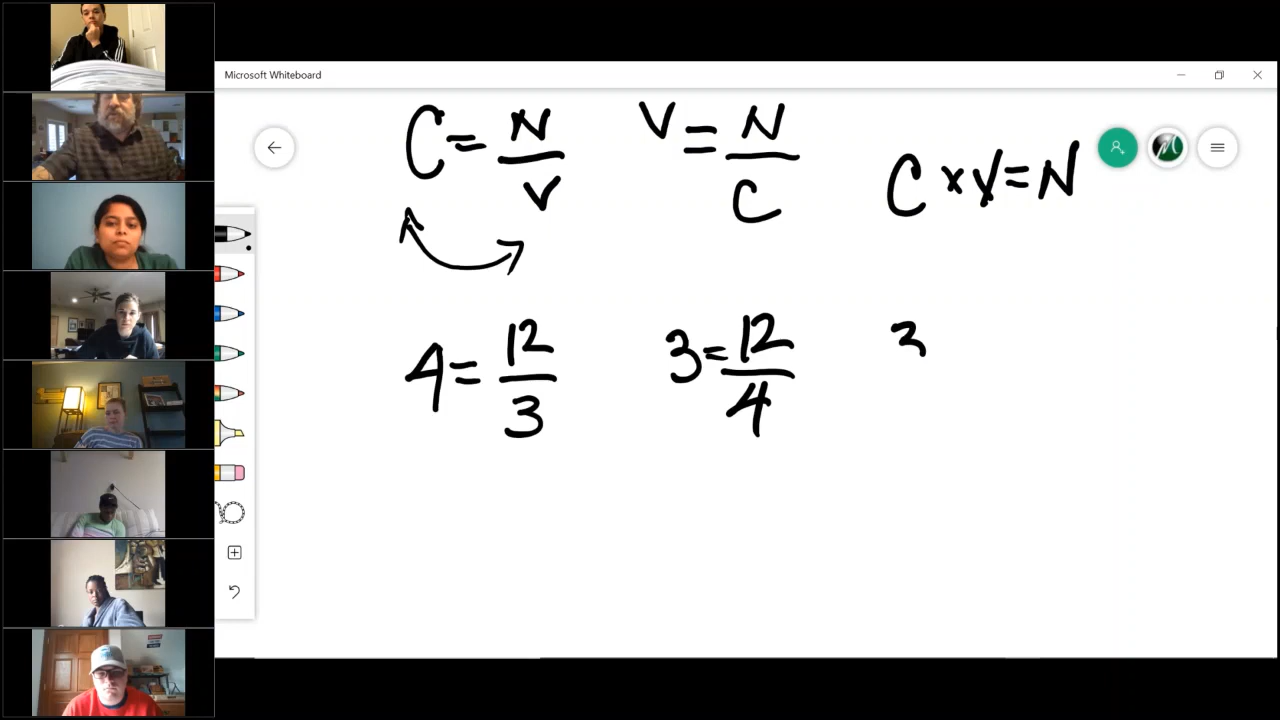 Microsoft Whiteboard
C = N/V
V = N/C
C x V = N
4 = 12/3
3 = 12/4
3